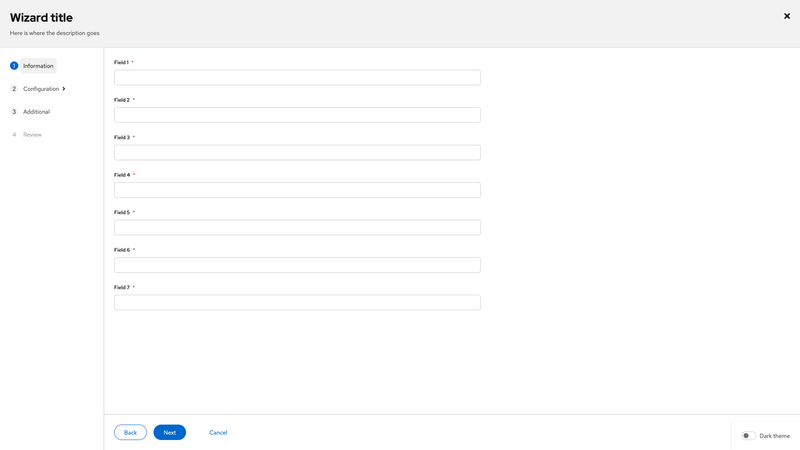 Wizard title
Here is where the description goes
1 Information
2 Configuration
3 Additional
4 Review
Field 1 *
Field 2 *
Field 3 *
Field 4 *
Field 5 *
Field 6 *
Field 7 *
Back Next Cancel
Dark theme